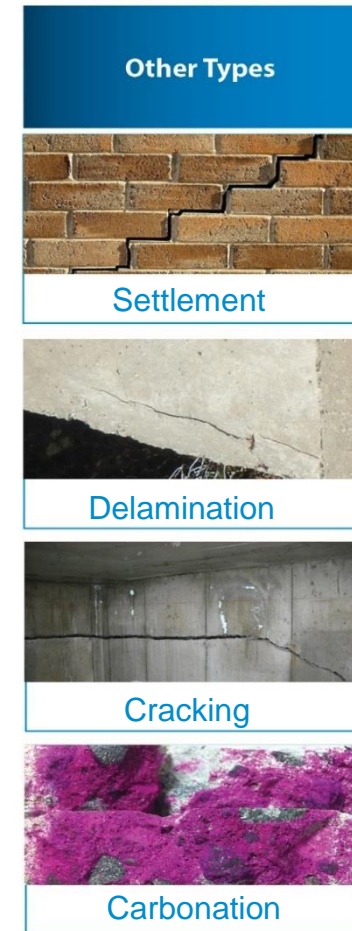 Other Types
Settlement
Delamination
Cracking
Carbonation